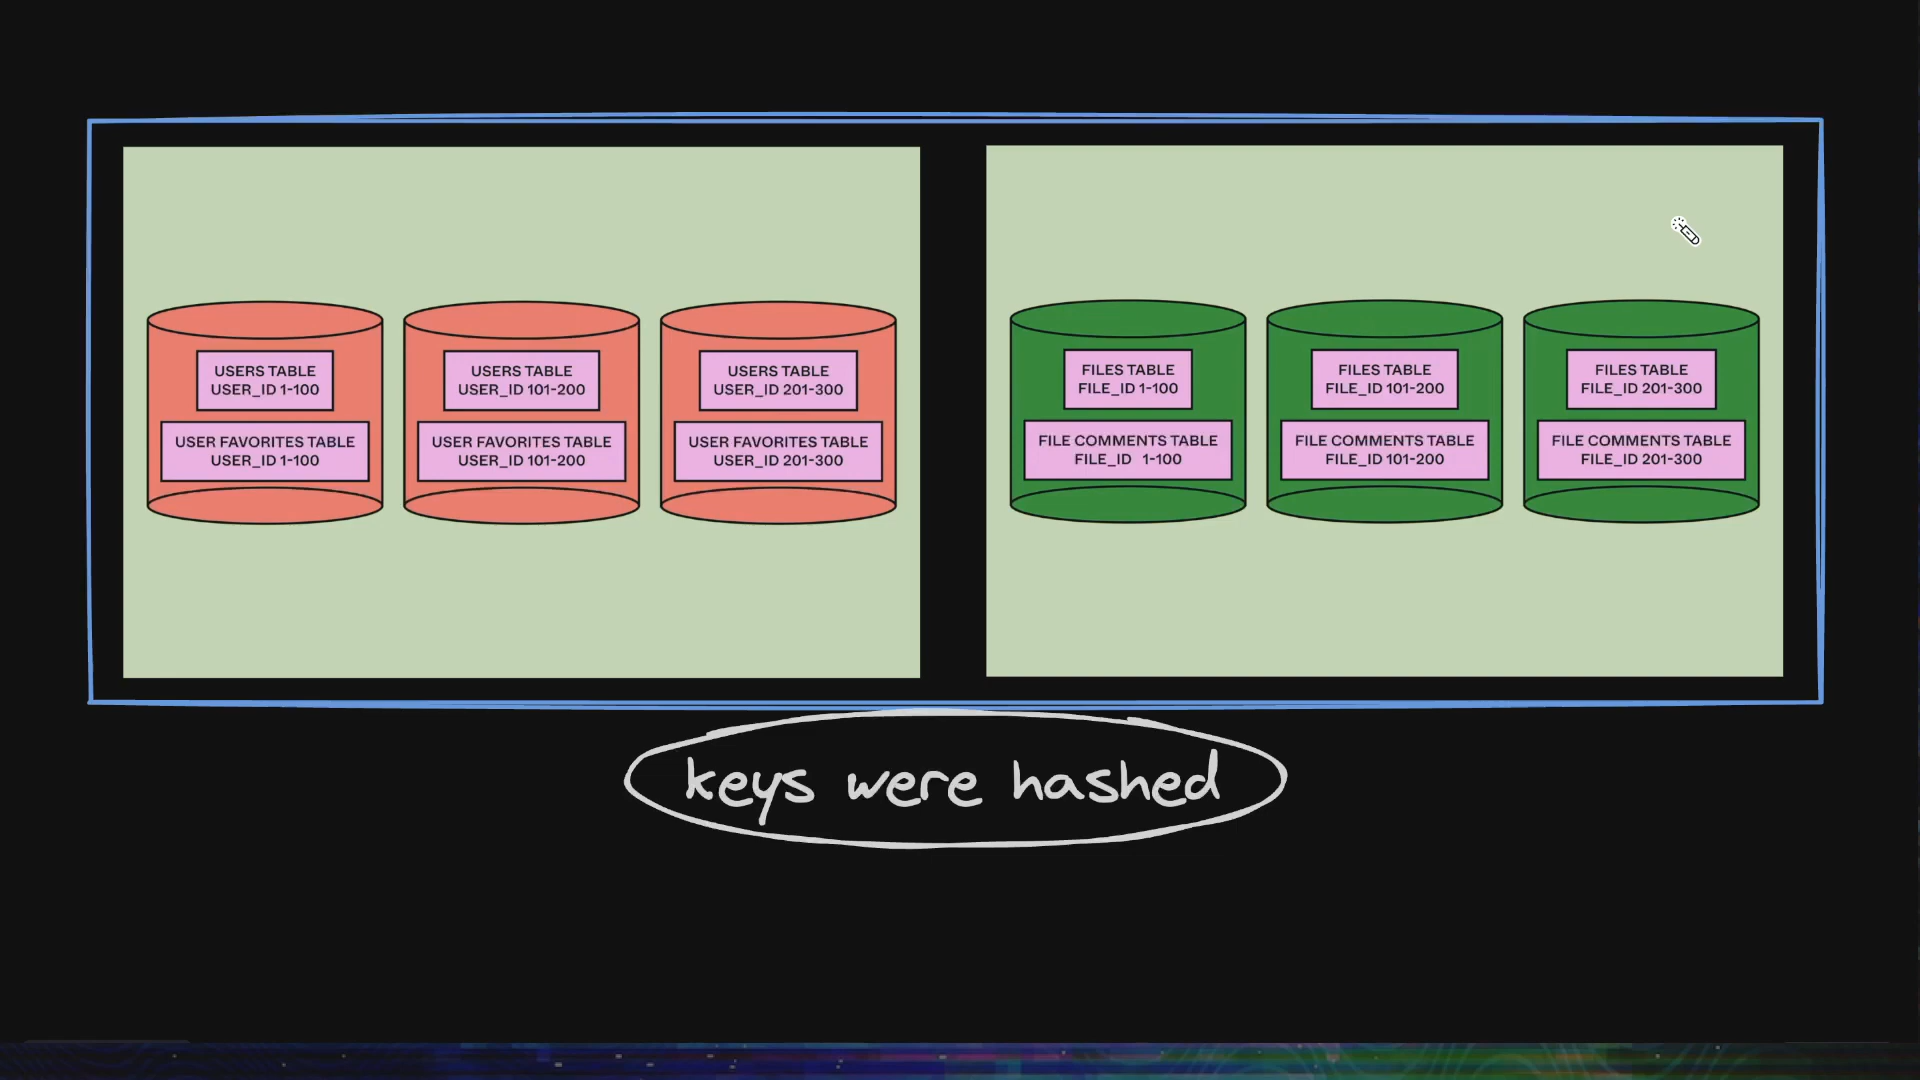 USERS TABLE
USER_ID 1-100
USER FAVORITES TABLE
USER_ID 1-100
USERS TABLE
USER_ID 101-200
USER FAVORITES TABLE
USER_ID 101-200
USERS TABLE
USER_ID 201-300
USER FAVORITES TABLE
USER_ID 201-300
FILES TABLE
FILE_ID 1-100
FILE COMMENTS TABLE
FILE_ID 1-100
FILES TABLE
FILE_ID 101-200
FILE COMMENTS TABLE
FILE_ID 101-200
FILES TABLE
FILE_ID 201-300
FILE COMMENTS TABLE
FILE_ID 201-300
keys were hashed